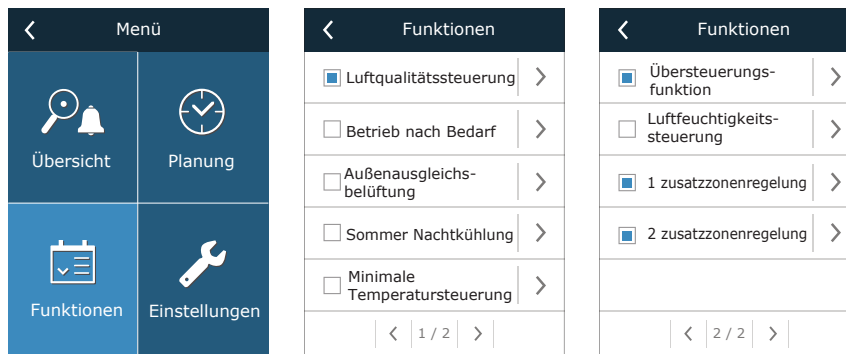 Menü
Übersicht
Planung
Funktionen
Einstellungen
Funktionen
Luftqualitätssteuerung
Betrieb nach Bedarf
Außenausgleichs-
belüftung
Sommer Nachtkühlung
Minimale
Temperatursteuerung
1 / 2
Funktionen
Übersteuerungs-
funktion
Luftfeuchtigkeits-
steuerung
1 zusatzzonenregelung
2 zusatzzonenregelung
2 / 2